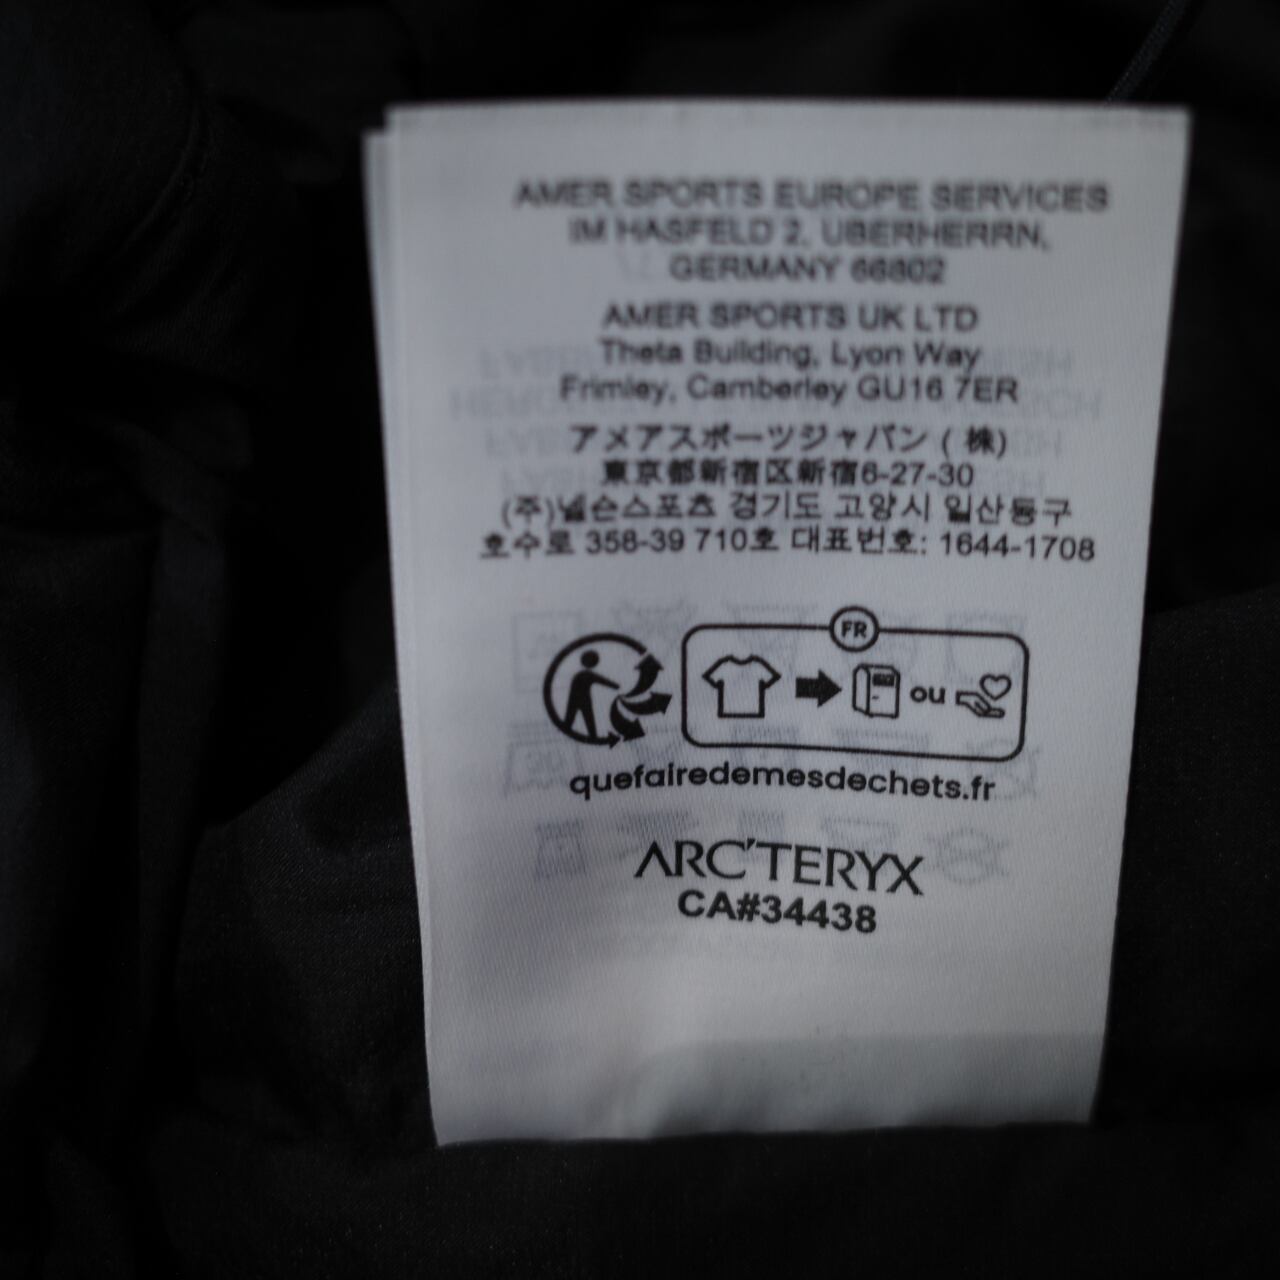 AMER SPORTS EUROPE SERVICES
IM HASFELD 2, ÜBERHERRN,
GERMANY 66802
AMER SPORTS UK LTD
Theta Building, Lyon Way
Frimley, Camberley GU16 7ER
アメアスポーツジャパン (株)
東京都新宿区新宿6-27-30
(주)넬슨스포츠 경기도 고양시 일산동구
호수로 358-39 710호 대표번호: 1644-1708
FR
ou
quefairedemesdechets.fr
ARC'TERYX
CA#34438